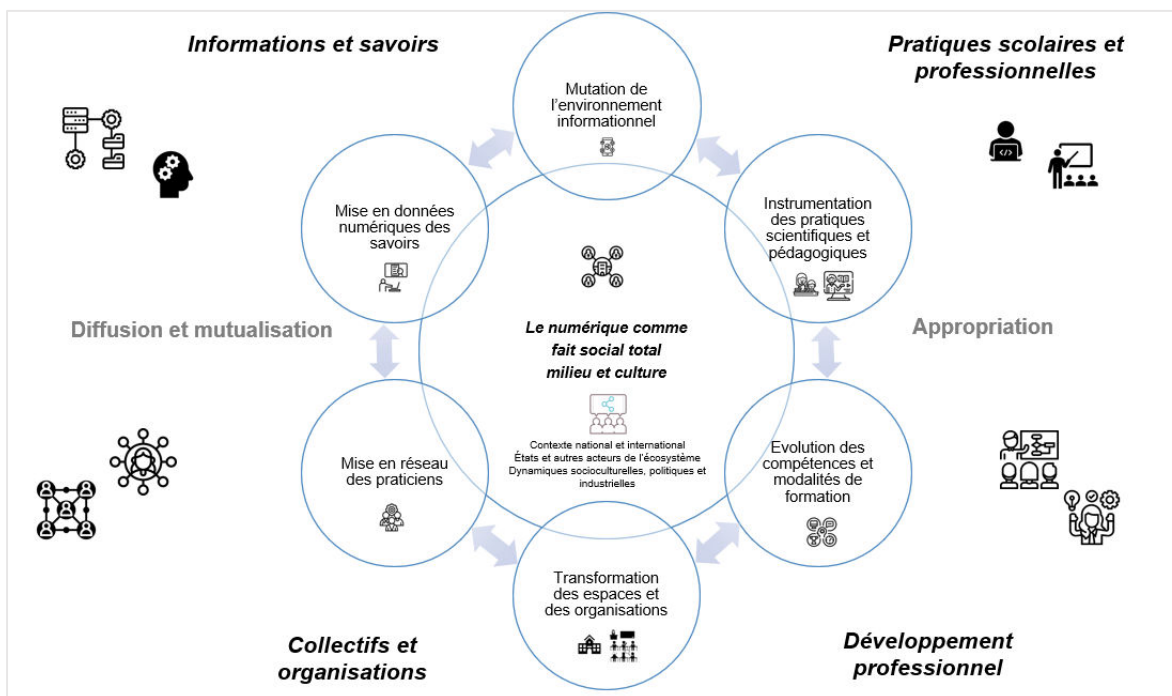 Informations et savoirs
Pratiques scolaires et
professionnelles
Mutation de
l'environnement
informationnel
Mise en données
numériques des
savoirs
Instrumentation
des pratiques
scientifiques et
pédagogiques
Diffusion et mutualisation
Le numérique comme
fait social total
milieu et culture
Appropriation
Contexte national et international
États et autres acteurs de l'écosystème
Dynamiques socioculturelles, politiques et
industrielles
Mise en réseau
des praticiens
Evolution des
compétences et
modalités de
formation
Transformation
des espaces et
des organisations
Collectifs et
organisations
Développement
professionnel